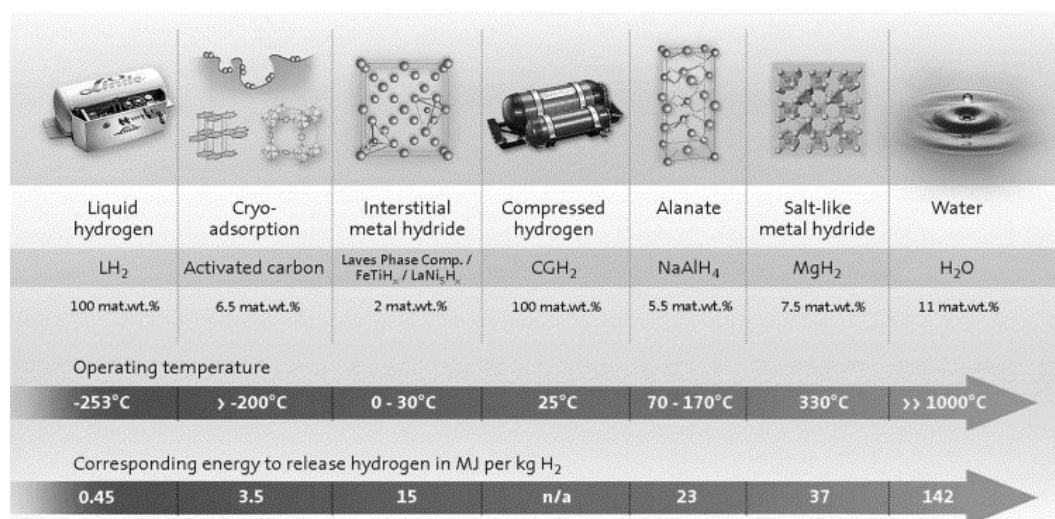 Liquid
hydrogen
Cryo-
adsorption
Interstitial
metal hydride
Compressed
hydrogen
Alanate
Salt-like
metal hydride
Water
LH₂
Activated carbon
Laves Phase Comp. /
FeTiHₓ / LaNi₅Hₓ
CGH₂
NaAlH₄
MgH₂
H₂O
100 mat.wt.%
6.5 mat.wt.%
2 mat.wt.%
100 mat.wt.%
5.5 mat.wt.%
7.5 mat.wt.%
11 mat.wt.%
Operating temperature
-253°C
> -200°C
0 - 30°C
25°C
70 - 170°C
330°C
>> 1000°C
Corresponding energy to release hydrogen in MJ per kg H₂
0.45
3.5
15
n/a
23
37
142